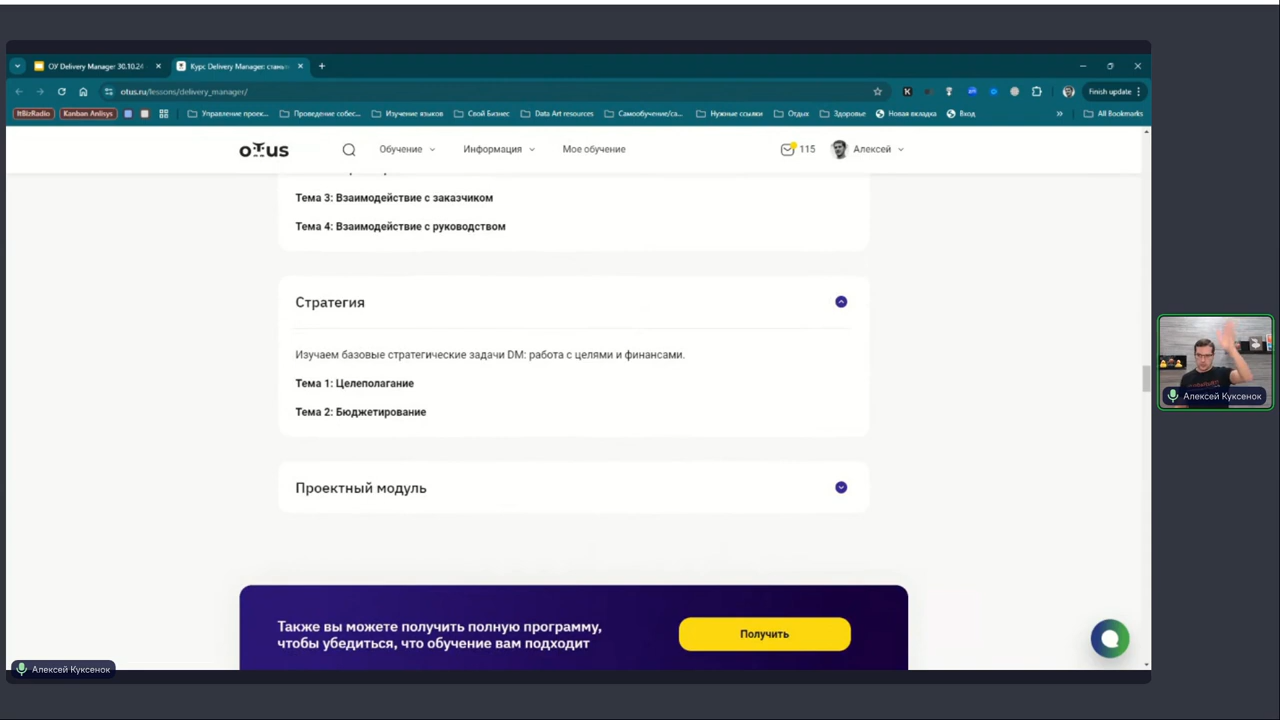 ОУ Delivery Manager 30.10.24
Курс Delivery Manager: стань
otus.ru/lessons/delivery_manager/
Finish update
ItBizRadio
Kanban Anlisys
Управление проек...
Проведение собес...
Изучение языков
Свой Бизнес
Data Art resources
Самообучение/са...
Нужные ссылки
Отдых
Здоровье
Новая вкладка
Вход
All Bookmarks
oTus
Обучение
Информация
Мое обучение
115
Алексей
Тема 3: Взаимодействие с заказчиком
Тема 4: Взаимодействие с руководством
Стратегия
Изучаем базовые стратегические задачи DM: работа с целями и финансами.
Тема 1: Целеполагание
Тема 2: Бюджетирование
Проектный модуль
Также вы можете получить полную программу,
чтобы убедиться, что обучение вам подходит
Получить
Алексей Куксенок
Алексей Куксенок